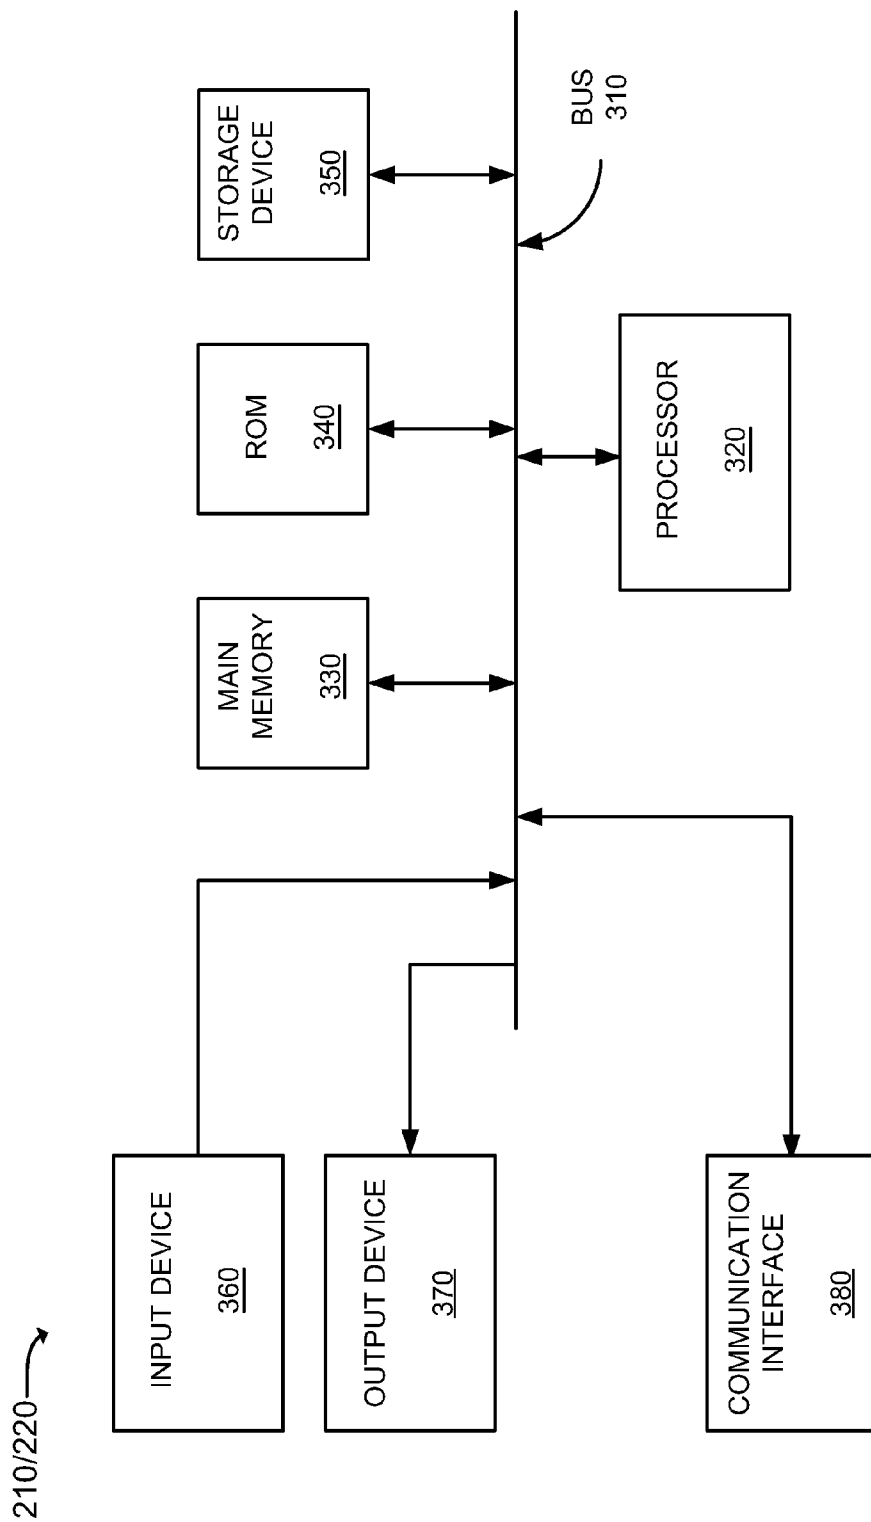 210/220
INPUT DEVICE
360
OUTPUT DEVICE
370
COMMUNICATION
INTERFACE
380
MAIN
MEMORY
330
ROM
340
STORAGE
DEVICE
350
PROCESSOR
320
BUS
310